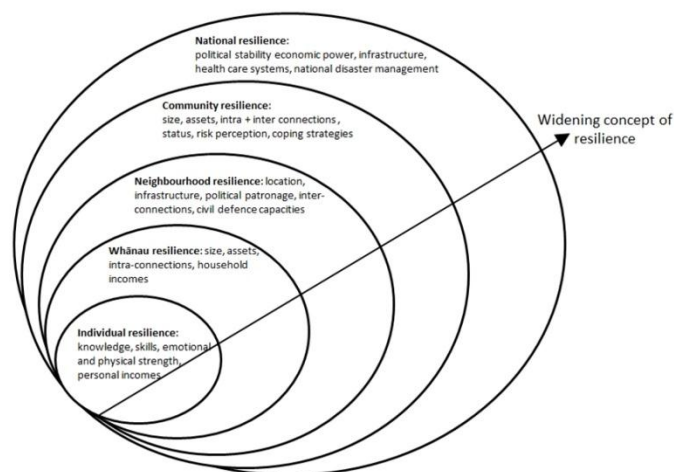 National resilience:
political stability economic power, infrastructure,
health care systems, national disaster management
Community resilience:
size, assets, intra + inter connections ,
status, risk perception, coping strategies
Widening concept of
resilience
Neighbourhood resilience: location,
infrastructure, political patronage, inter-
connections, civil defence capacities
Whānau resilience: size, assets,
intra-connections, household
incomes
Individual resilience:
knowledge, skills, emotional
and physical strength,
personal incomes